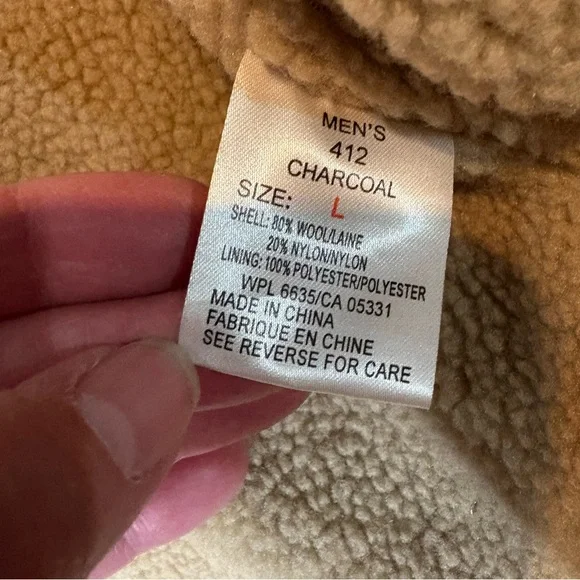 MEN'S
412
CHARCOAL
SIZE: L
SHELL: 80% WOOL/LAINE
20% NYLON/NYLON
LINING: 100% POLYESTER/POLYESTER
WPL 6635/CA 05331
MADE IN CHINA
FABRIQUE EN CHINE
SEE REVERSE FOR CARE